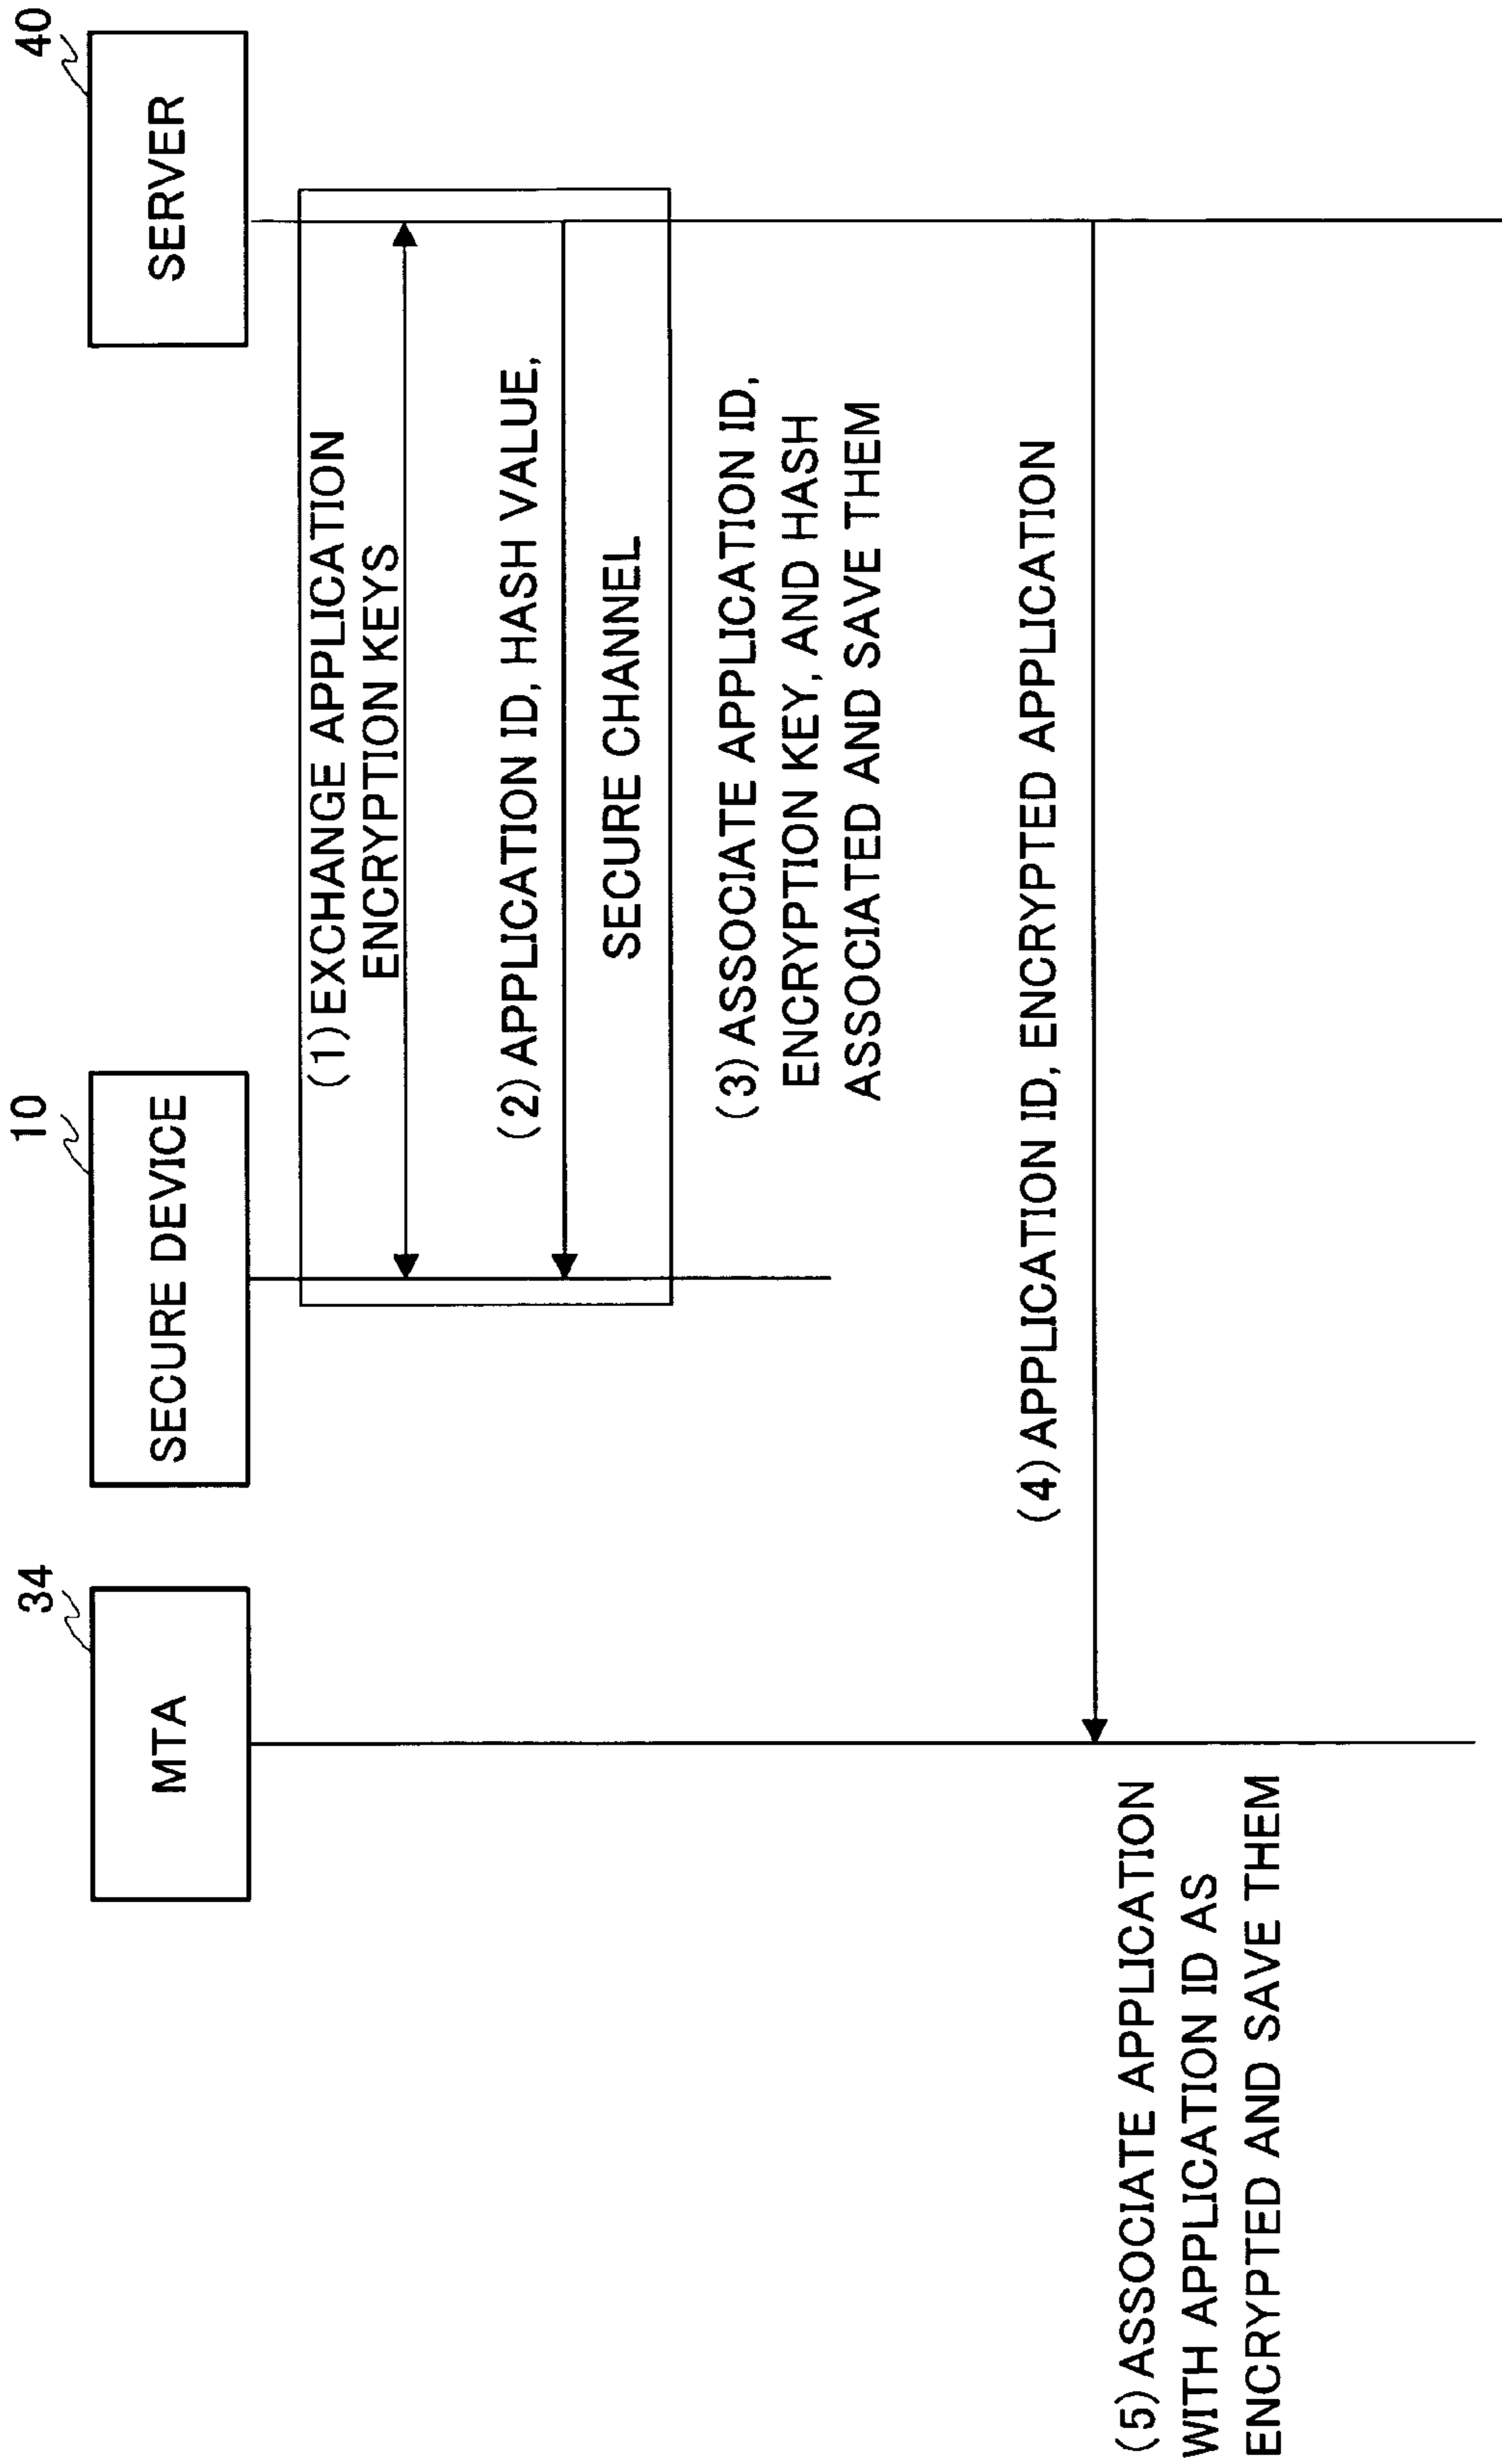 34
MTA
10
SECURE DEVICE
40
SERVER
(1) EXCHANGE APPLICATION
ENCRYPTION KEYS
(2) APPLICATION ID, HASH VALUE,
SECURE CHANNEL
(3) ASSOCIATE APPLICATION ID,
ENCRYPTION KEY, AND HASH
ASSOCIATED AND SAVE THEM
(4) APPLICATION ID, ENCRYPTED APPLICATION
(5) ASSOCIATE APPLICATION
WITH APPLICATION ID AS
ENCRYPTED AND SAVE THEM